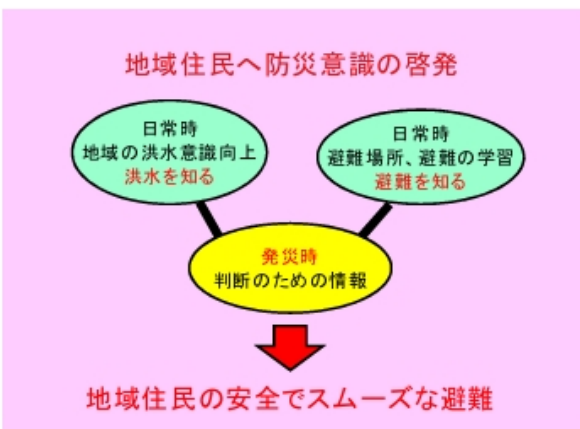 地域住民へ防災意識の啓発
日常時
地域の洪水意識向上
洪水を知る
日常時
避難場所、避難の学習
避難を知る
発災時
判断のための情報
地域住民の安全でスムーズな避難